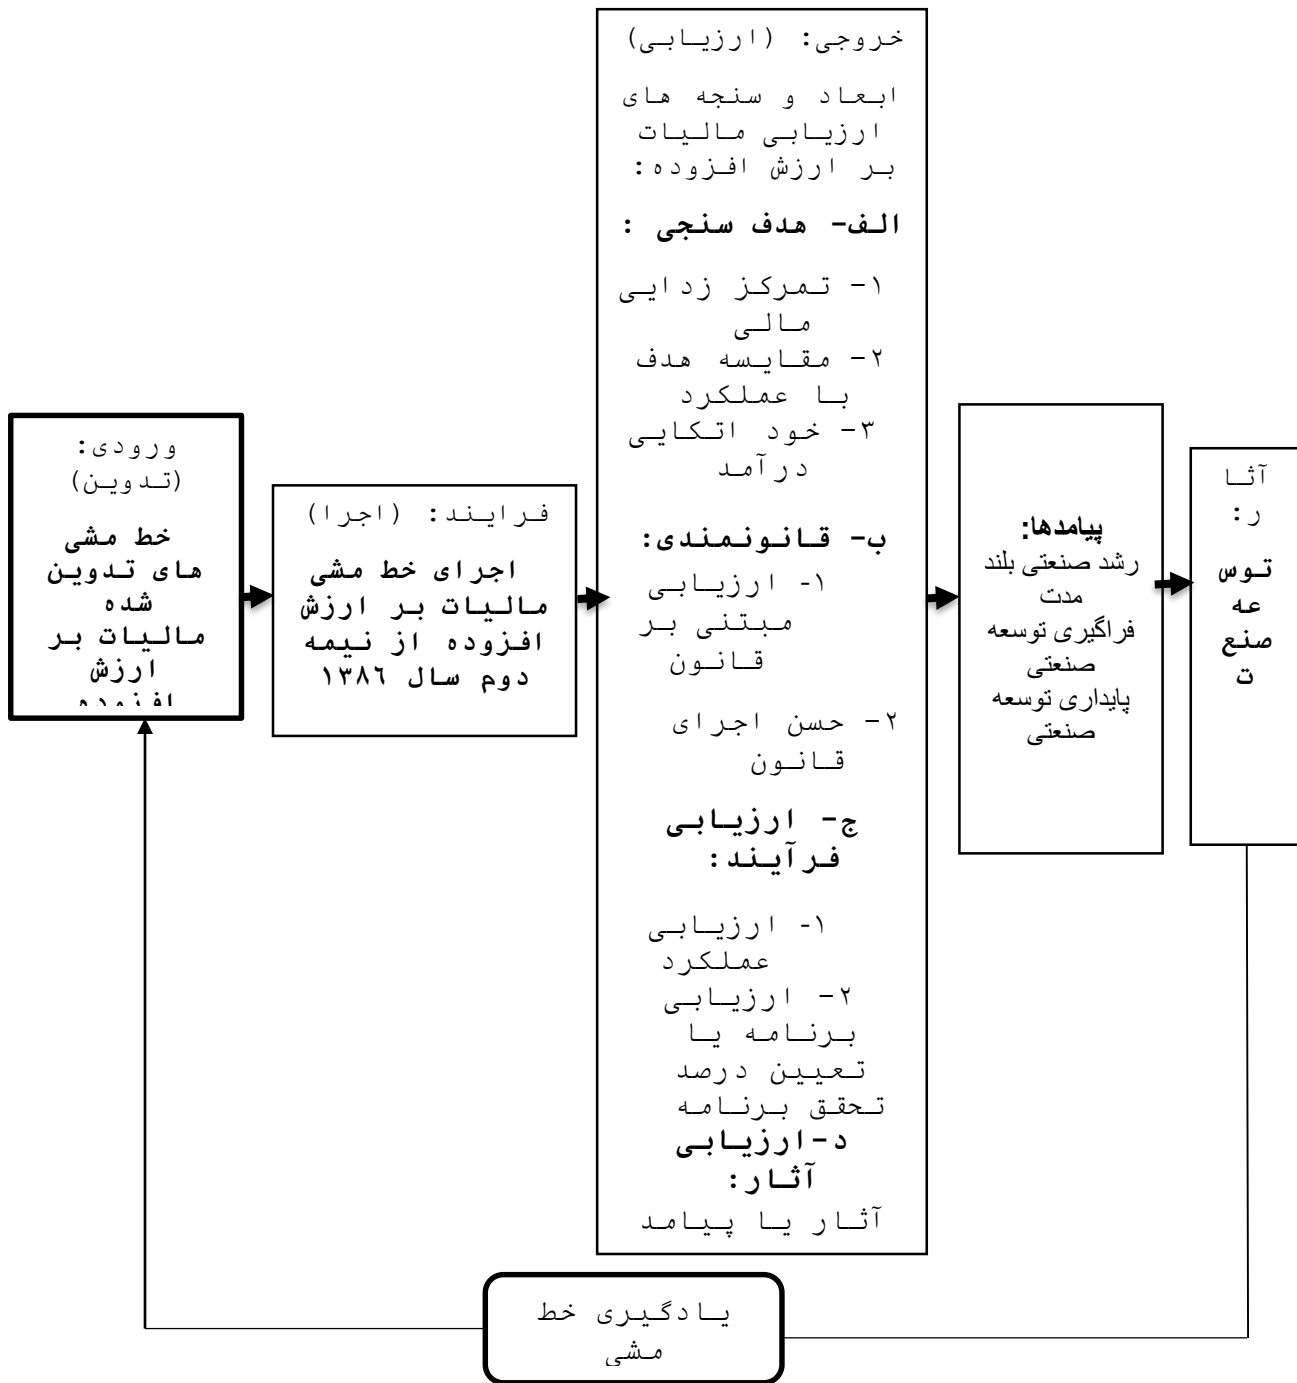 ورودی:
(تدوین)
خط مشی
های تدوین
شده
مالیات بر
ارزش
افزوده
فرایند: (اجرا)
اجرای خط مشی
مالیات بر ارزش
افزوده از نیمه
دوم سال ۱۳۸۶
خروجی: (ارزیابی)
ابعاد و سنجه های
ارزیابی مالیات
بر ارزش افزوده:
الف- هدف سنجی :
۱- تمرکز زدایی
مالی
۲- مقایسه هدف
با عملکرد
۳- خود اتکایی
درآمد
ب- قانونمندی:
۱- ارزیابی
مبتنی بر
قانون
۲- حسن اجرای
قانون
ج- ارزیابی
فرآیند:
۱- ارزیابی
عملکرد
۲- ارزیابی
برنامه یا
تعیین درصد
تحقق برنامه
د-ارزیابی
آثار:
آثار یا پیامد
پیامدها:
رشد صنعتی بلند
مدت
فراگیری توسعه
صنعتی
پایداری توسعه
صنعتی
آثا
ر:
توس
عه
صنع
ت
یادگیری خط
مشی